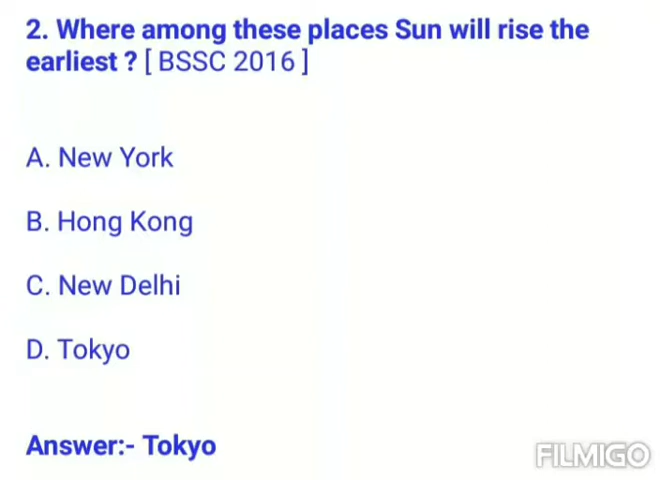 2. Where among these places Sun will rise the
earliest ? [ BSSC 2016 ]
A. New York
B. Hong Kong
C. New Delhi
D. Tokyo
Answer:- Tokyo
FILMIGO